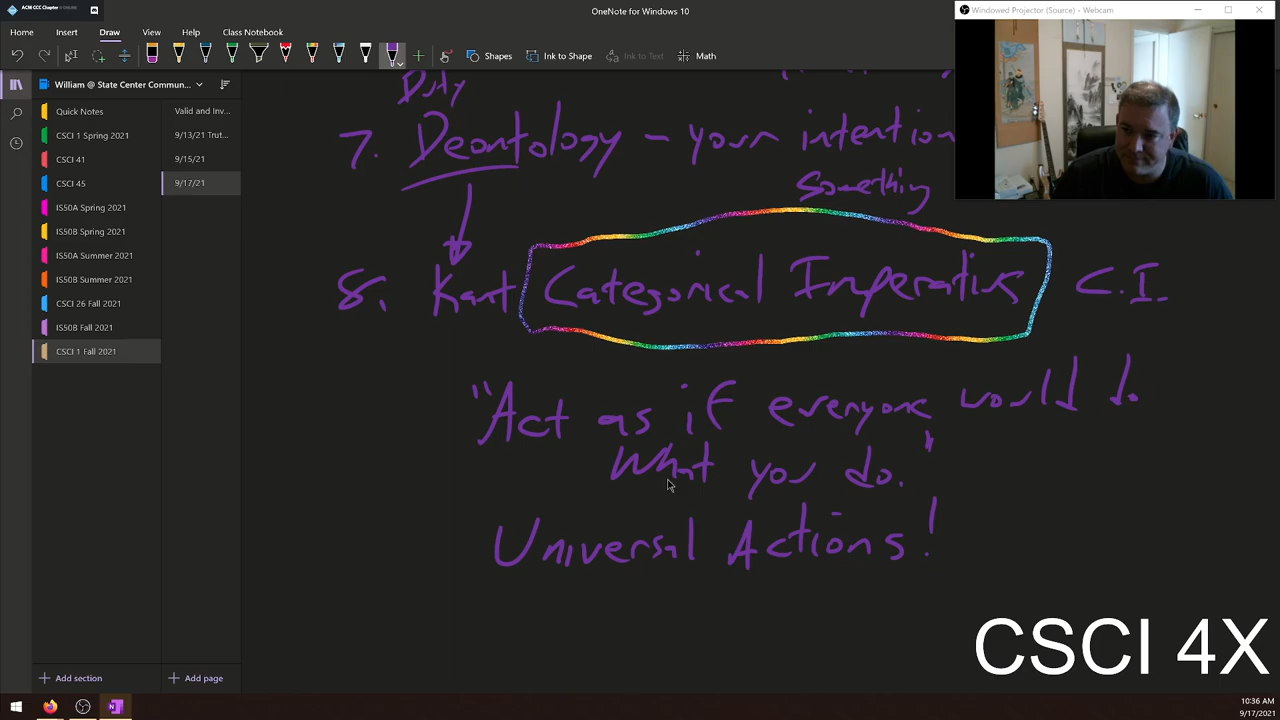 ACM CCC Chapter
OneNote for Windows 10
Windowed Projector (Source) - Webcam
Home Insert Draw View Help Class Notebook
Shapes Ink to Shape Ink to Text Math
William @ State Center Commun...
Quick Notes
CSCI 1 Spring 2021
CSCI 41
CSCI 45
IS50A Spring 2021
IS50B Spring 2021
IS50A Summer 2021
IS50B Summer 2021
CSCI 26 Fall 2021
IS50B Fall 2021
CSCI 1 Fall 2021
Valid and Inv...
9/13/21 Trut...
9/15/21
9/17/21
Duty
7. Deontology - your intention
something
8. Kant Categorical Imperative C.I.
"Act as if everyone would do
What you do."
Universal Actions!
CSCI 4X
Add section
Add page
10:36 AM
9/17/2021